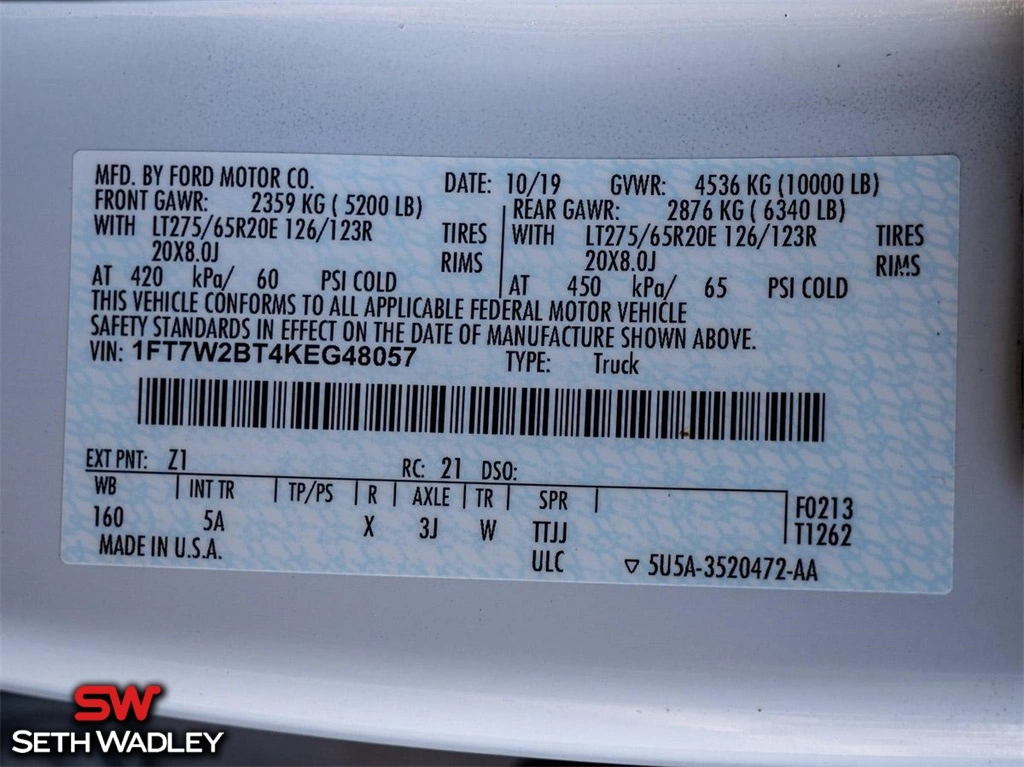 MFD. BY FORD MOTOR CO. DATE: 10/19 GVWR: 4536 KG (10000 LB)
FRONT GAWR: 2359 KG ( 5200 LB) REAR GAWR: 2876 KG ( 6340 LB)
WITH LT275/65R20E 126/123R TIRES WITH LT275/65R20E 126/123R TIRES
20X8.0J RIMS 20X8.0J RIMS
AT 420 kPa/ 60 PSI COLD AT 450 kPa/ 65 PSI COLD
THIS VEHICLE CONFORMS TO ALL APPLICABLE FEDERAL MOTOR VEHICLE
SAFETY STANDARDS IN EFFECT ON THE DATE OF MANUFACTURE SHOWN ABOVE.
VIN: 1FT7W2BT4KEG48057 TYPE: Truck
EXT PNT: Z1 RC: 21 DSO:
WB INT TR TP/PS R AXLE TR SPR F0213
160 5A X 3J W TTJJ T1262
MADE IN U.S.A. ULC ▽ 5U5A-3520472-AA
SW
SETH WADLEY